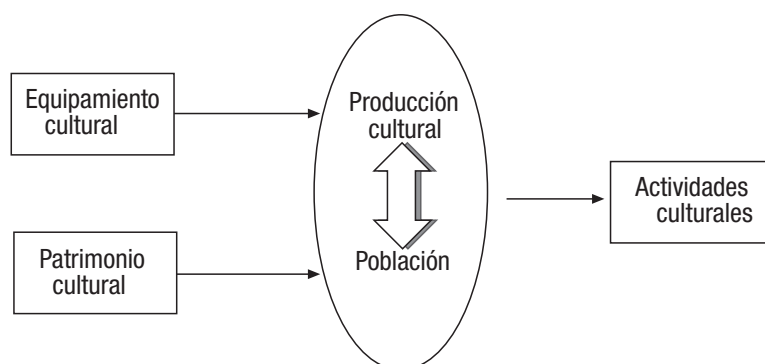 Equipamiento
cultural
Patrimonio
cultural
Producción
cultural
Población
Actividades
culturales